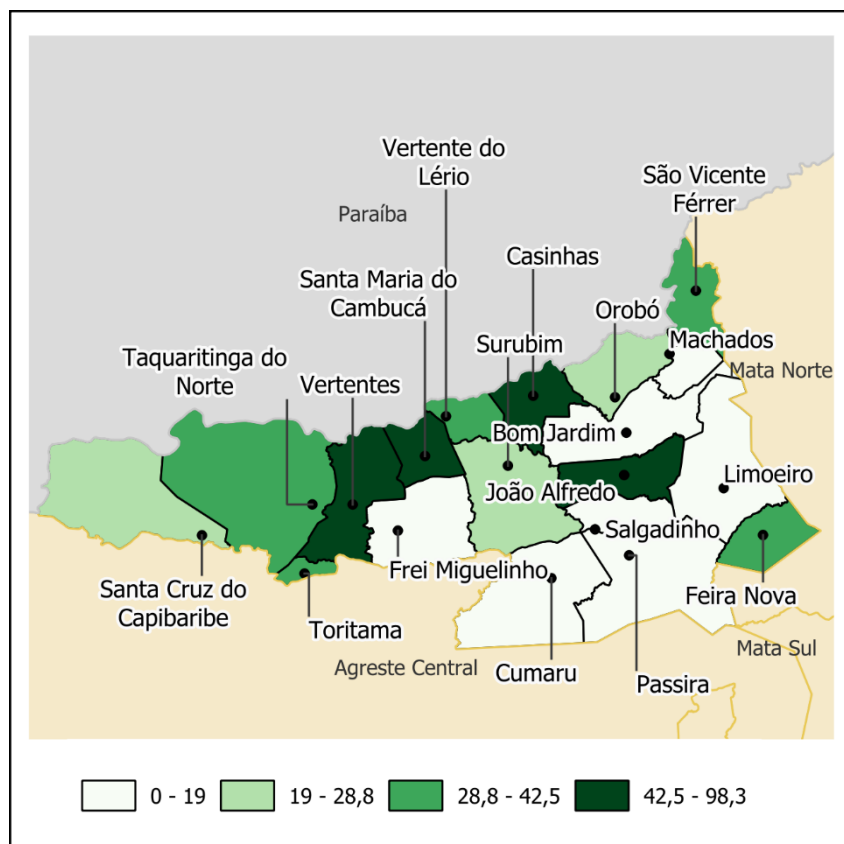 Vertente do
Lério
São Vicente
Férrer
Paraíba
Casinhas
Santa Maria do
Cambucá
Orobó
Surubim
Machados
Taquaritinga do
Norte
Vertentes
Mata Norte
Bom Jardim
Limoeiro
João Alfredo
Salgadinho
Frei Miguelinho
Santa Cruz do
Capibaribe
Feira Nova
Toritama
Mata Sul
Agreste Central
Cumaru
Passira
0 - 19
19 - 28,8
28,8 - 42,5
42,5 - 98,3